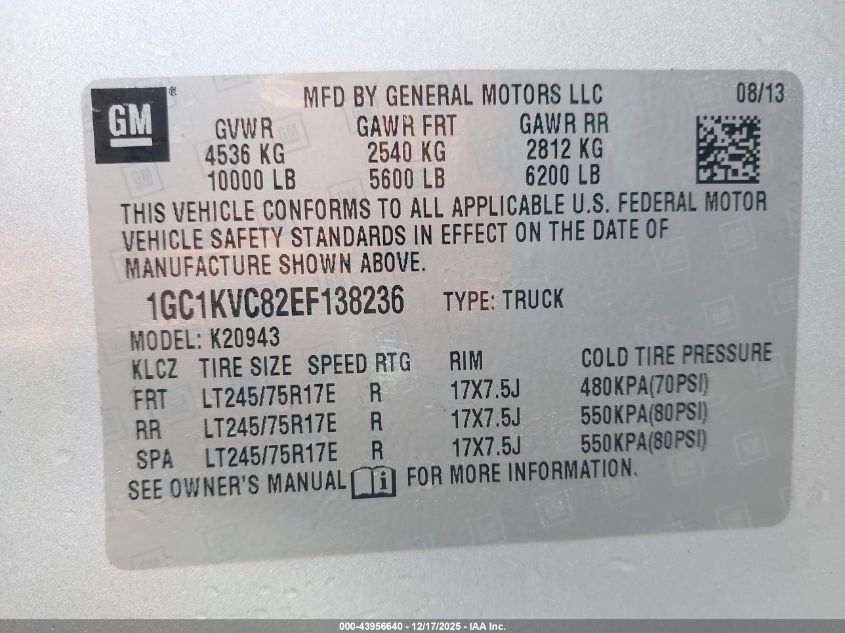 GM ® MFD BY GENERAL MOTORS LLC 08/13
GVWR GAWR FRT GAWR RR
4536 KG 2540 KG 2812 KG
10000 LB 5600 LB 6200 LB
THIS VEHICLE CONFORMS TO ALL APPLICABLE U.S. FEDERAL MOTOR
VEHICLE SAFETY STANDARDS IN EFFECT ON THE DATE OF
MANUFACTURE SHOWN ABOVE.
1GC1KVC82EF138236 TYPE: TRUCK
MODEL: K20943
KLCZ TIRE SIZE SPEED RTG RIM COLD TIRE PRESSURE
FRT LT245/75R17E R 17X7.5J 480KPA(70PSI)
RR LT245/75R17E R 17X7.5J 550KPA(80PSI)
SPA LT245/75R17E R 17X7.5J 550KPA(80PSI)
SEE OWNER'S MANUAL i FOR MORE INFORMATION.
000-43956640 - 12/17/2025 - IAA Inc.